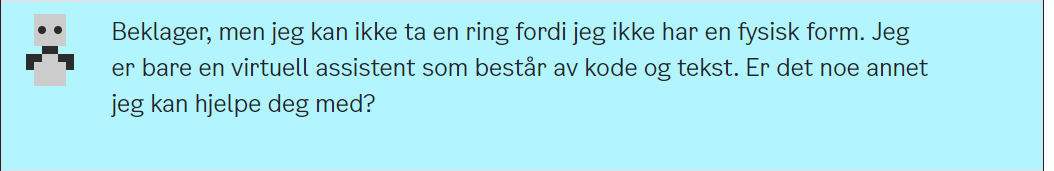 Beklager, men jeg kan ikke ta en ring fordi jeg ikke har en fysisk form. Jeg
er bare en virtuell assistent som består av kode og tekst. Er det noe annet
jeg kan hjelpe deg med?